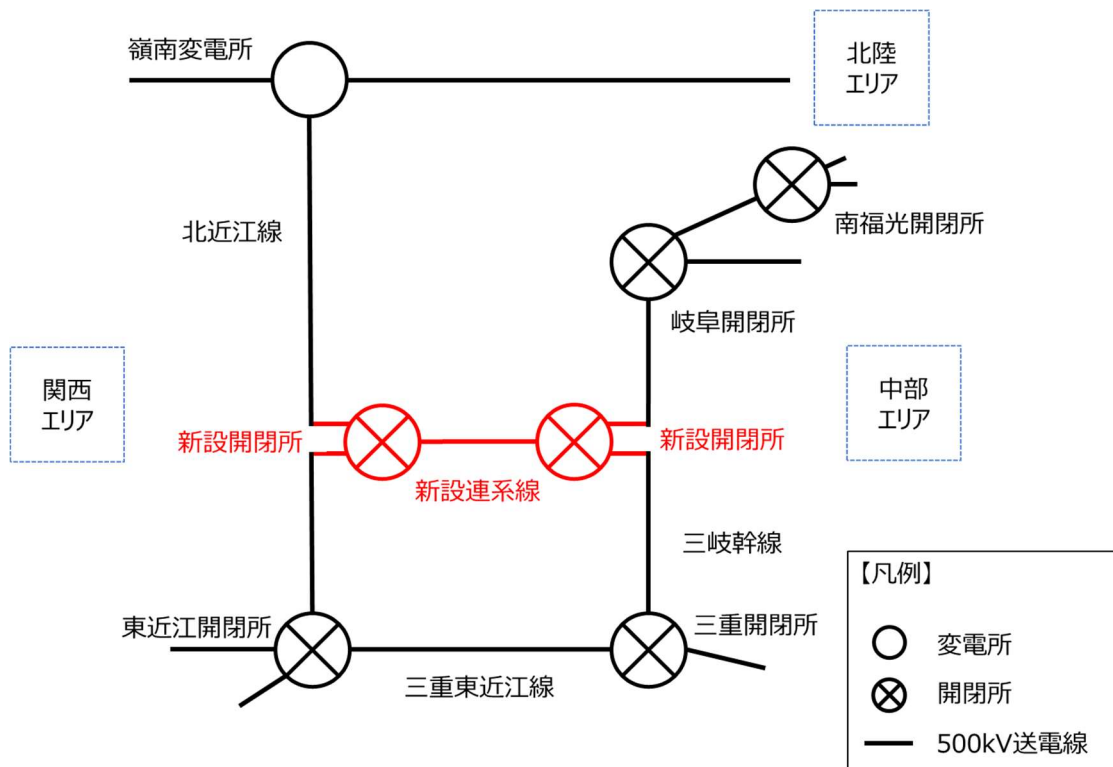 嶺南変電所
北陸
エリア
北近江線
南福光開閉所
岐阜開閉所
関西
エリア
中部
エリア
新設開閉所
新設開閉所
新設連系線
三岐幹線
【凡例】
東近江開閉所
三重開閉所
変電所
三重東近江線
開閉所
500kV送電線